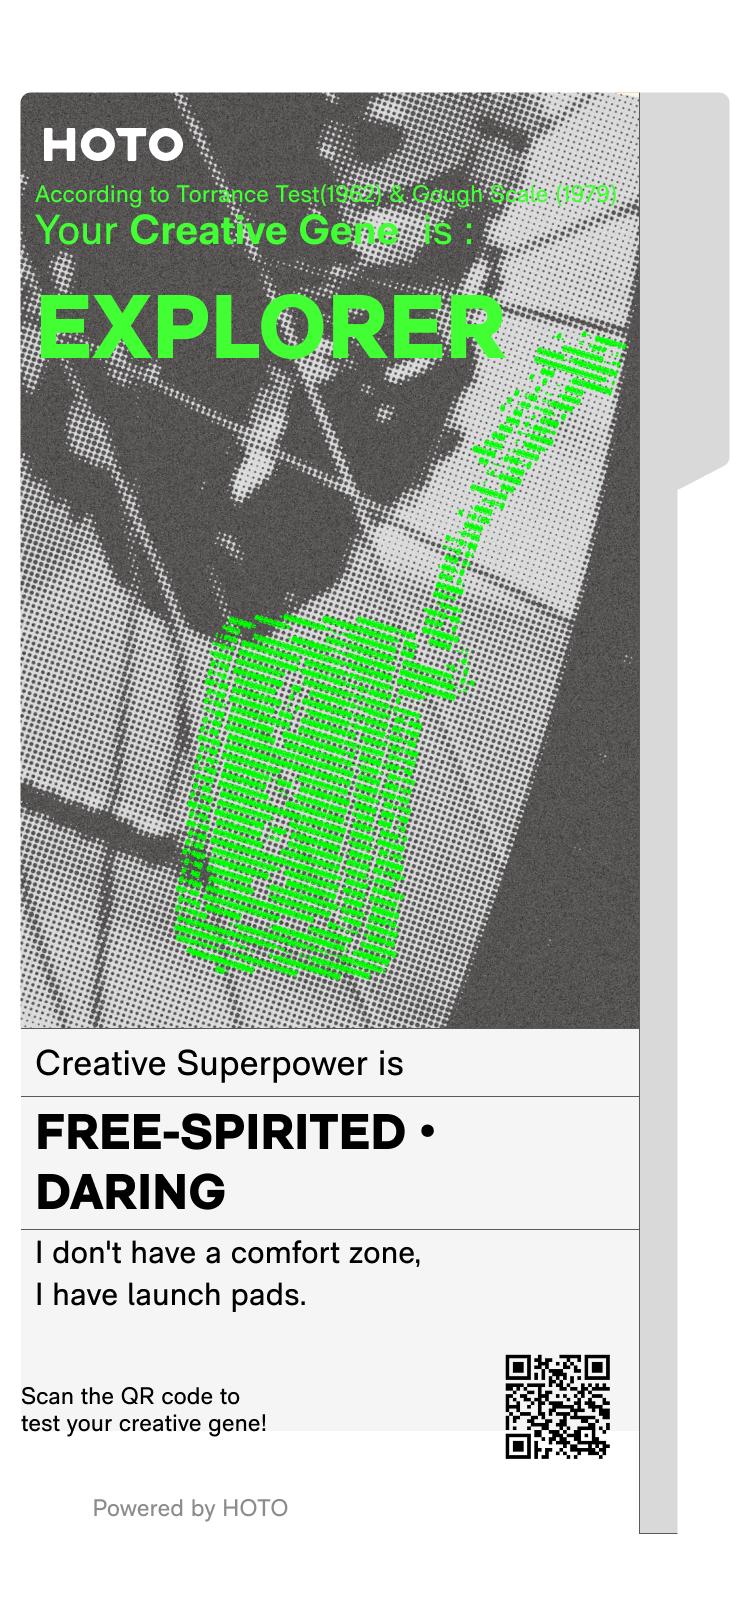 HOTO
According to Torrance Test(1962) & Gough Scale (1979)
Your Creative Gene is :
EXPLORER
Creative Superpower is
FREE-SPIRITED •
DARING
I don't have a comfort zone,
I have launch pads.
Scan the QR code to
test your creative gene!
Powered by HOTO